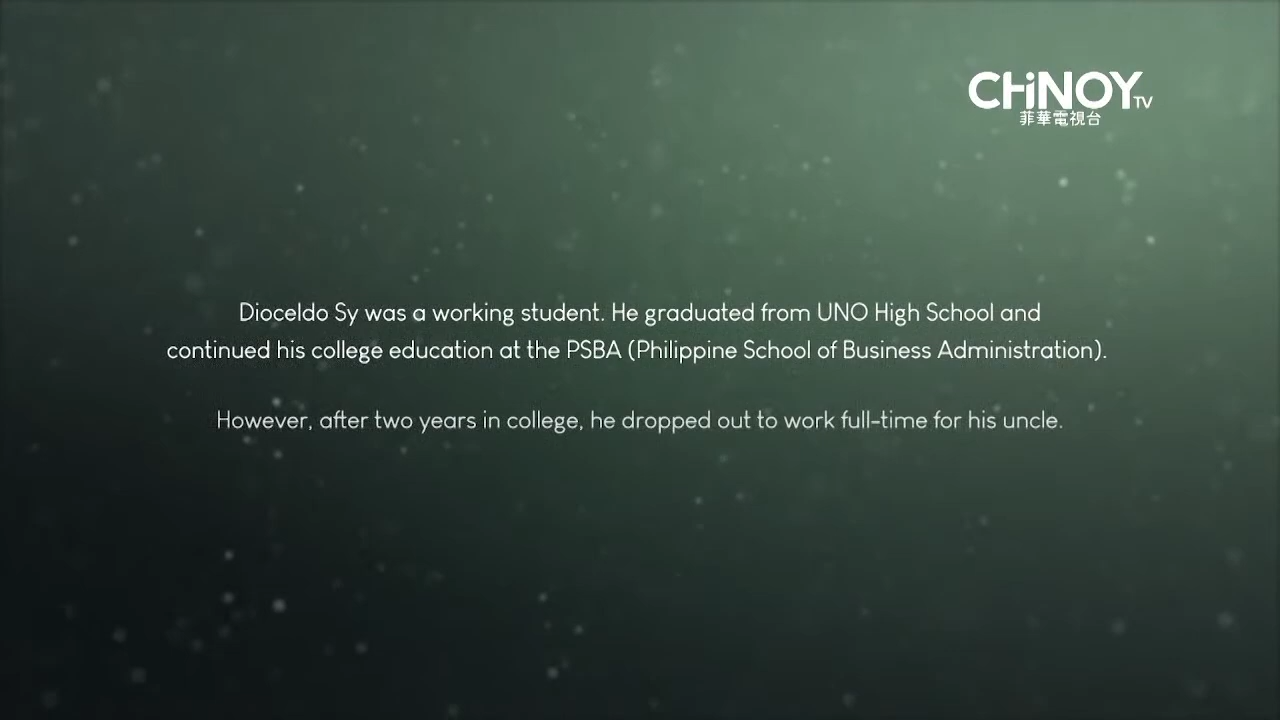 CHiNOY TV
菲華電視台
Dioceldo Sy was a working student. He graduated from UNO High School and
continued his college education at the PSBA (Philippine School of Business Administration).
However, after two years in college, he dropped out to work full-time for his uncle.